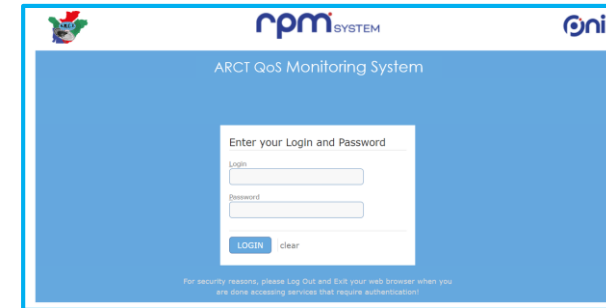 rpm SYSTEM
ARCT QoS Monitoring System
Enter your Login and Password
Login
Password
LOGIN clear
For security reasons, please Log Out and Exit your web browser when you
are done accessing services that require authentication!